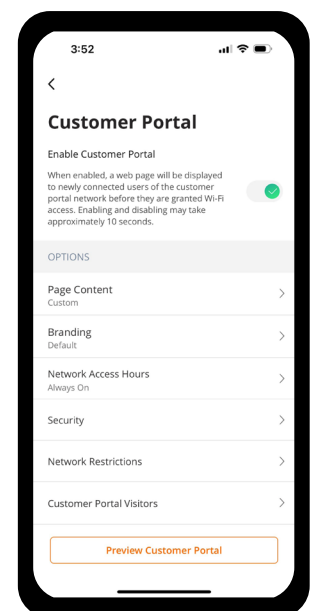 3:52
Customer Portal
Enable Customer Portal
When enabled, a web page will be displayed
to newly connected users of the customer
portal network before they are granted Wi-Fi
access. Enabling and disabling may take
approximately 10 seconds.
OPTIONS
Page Content
Custom
Branding
Default
Network Access Hours
Always On
Security
Network Restrictions
Customer Portal Visitors
Preview Customer Portal